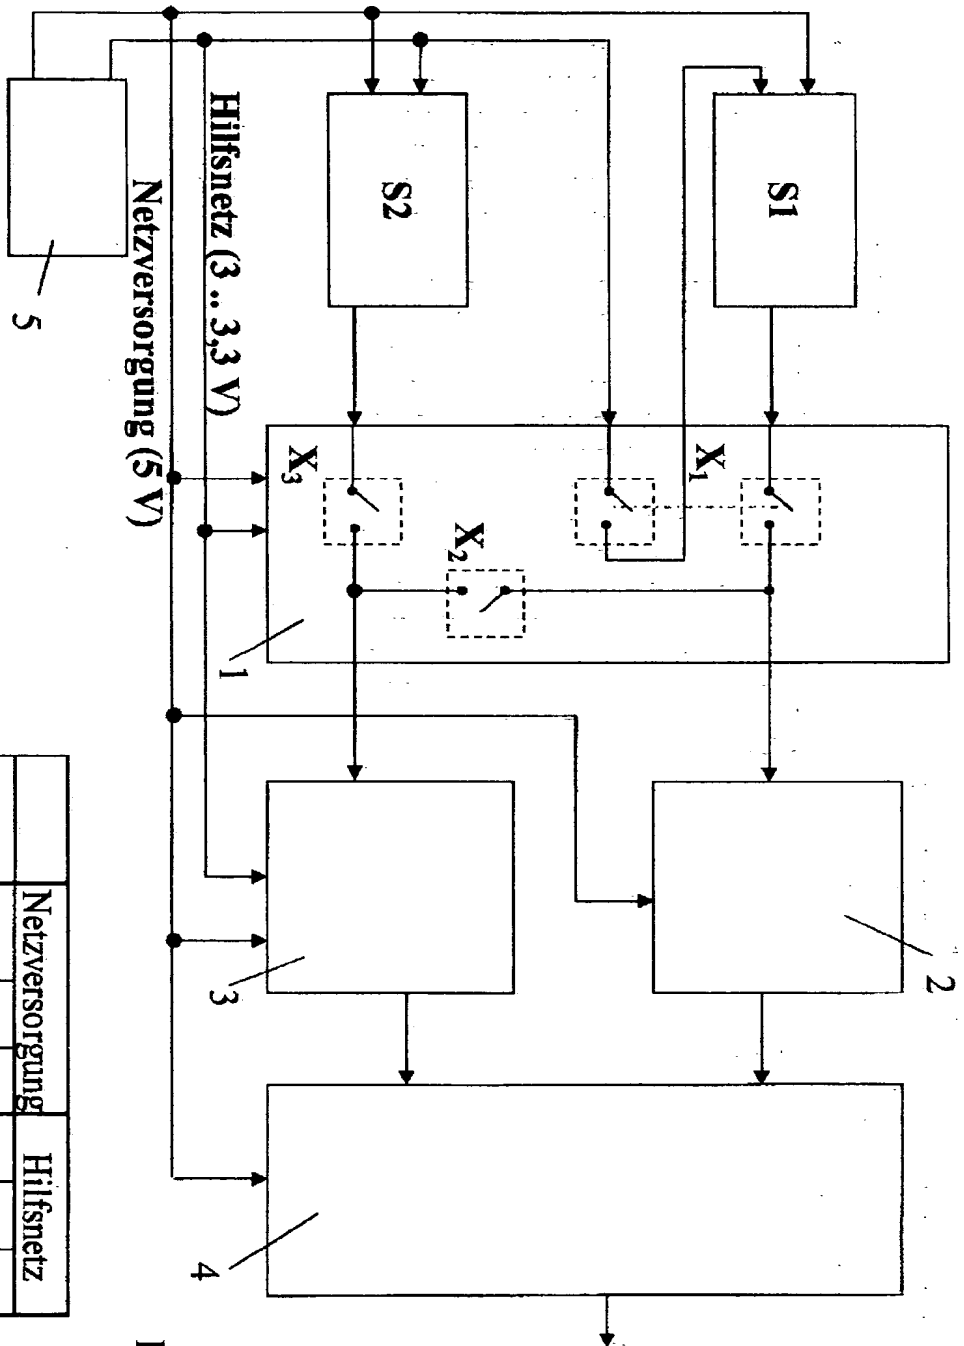 S1
S2
X1
X2
X3
Hilfsnetz (3 .. 3,3 V)
Netzversorgung (5 V)
5
1
2
3
4
Netzversorgung
Hilfsnetz